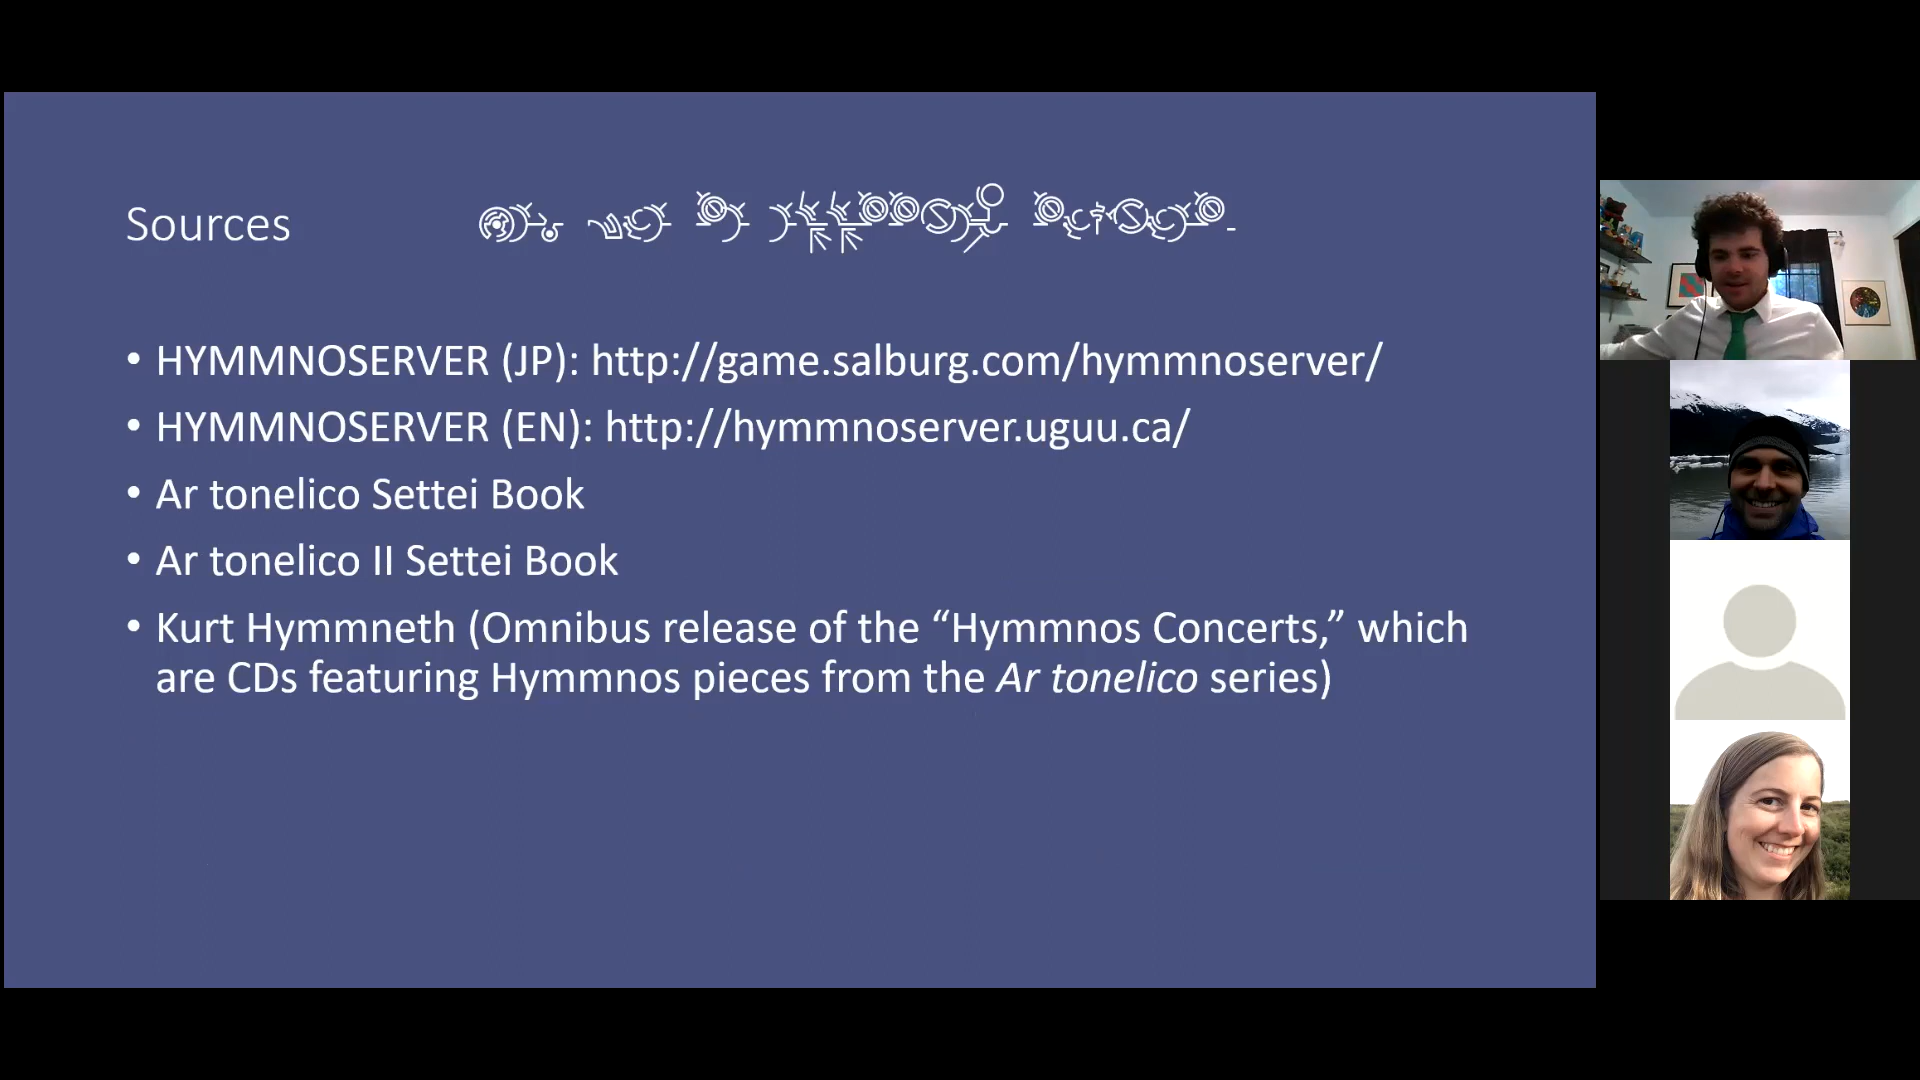 Sources
• HYMMNOSERVER (JP): http://game.salburg.com/hymmnoserver/
• HYMMNOSERVER (EN): http://hymmnoserver.uguu.ca/
• Ar tonelico Settei Book
• Ar tonelico II Settei Book
• Kurt Hymmneth (Omnibus release of the “Hymmnos Concerts,” which
are CDs featuring Hymmnos pieces from the Ar tonelico series)